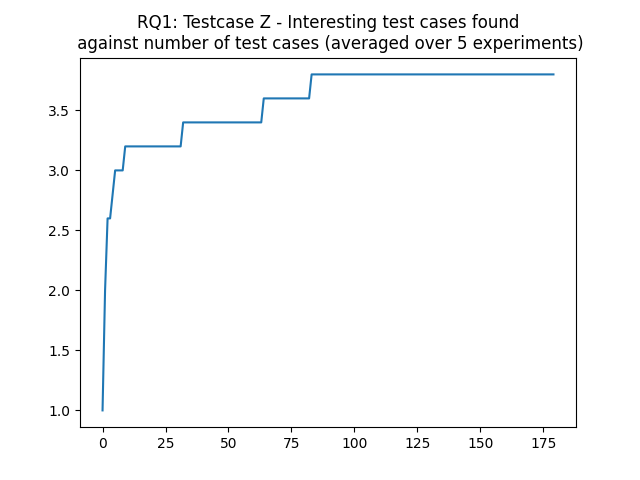 RQ1: Testcase Z - Interesting test cases found
against number of test cases (averaged over 5 experiments)
3.5
3.0
2.5
2.0
1.5
1.0
0 25 50 75 100 125 150 175